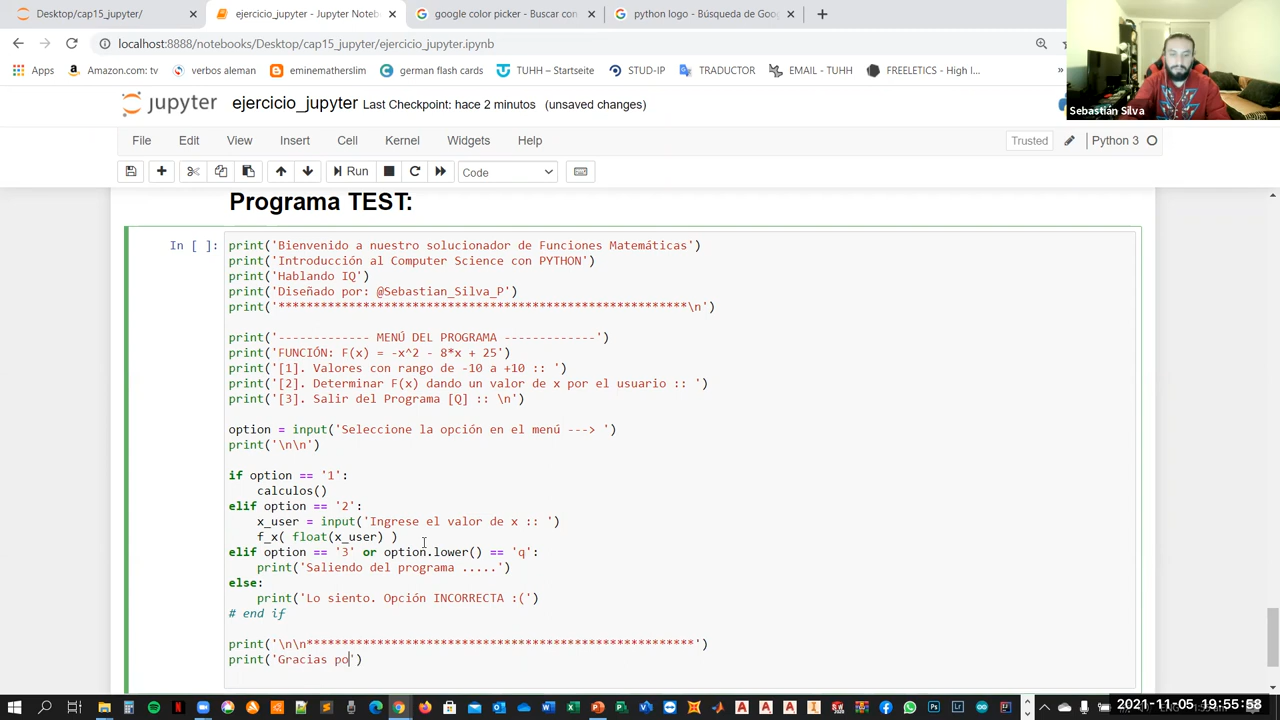 Desktop/cap15_jupyter/
ejercicio_jupyter - Jupyter Noteb
google color picker - Buscar con
python logo - Búsqueda de Goo
localhost:8888/notebooks/Desktop/cap15_jupyter/ejercicio_jupyter.ipynb
Apps
Amazon.com: tv
verbos aleman
eminematherslim
german flash cards
TUHH – Startseite
STUD-IP
TRADUCTOR
EMAIL - TUHH
FREELETICS - High I...
»
Sebastián Silva
jupyter
ejercicio_jupyter Last Checkpoint: hace 2 minutos (unsaved changes)
File Edit View Insert Cell Kernel Widgets Help
Trusted
Python 3
Run
Code
Programa TEST:
In [ ]:
print('Bienvenido a nuestro solucionador de Funciones Matemáticas')
print('Introducción al Computer Science con PYTHON')
print('Hablando IQ')
print('Diseñado por: @Sebastian_Silva_P')
print('**********************************************************\n')
print('------------ MENÚ DEL PROGRAMA -------------')
print('FUNCIÓN: F(x) = -x^2 - 8*x + 25')
print('[1]. Valores con rango de -10 a +10 :: ')
print('[2]. Determinar F(x) dando un valor de x por el usuario :: ')
print('[3]. Salir del Programa [Q] :: \n')
option = input('Seleccione la opción en el menú ---> ')
print('\n\n')
if option == '1':
calculos()
elif option == '2':
x_user = input('Ingrese el valor de x :: ')
f_x( float(x_user) )
elif option == '3' or option.lower() == 'q':
print('Saliendo del programa .....')
else:
print('Lo siento. Opción INCORRECTA :(')
# end if
print('\n\n*******************************************************')
print('Gracias po')
2021-11-05 19:55:58